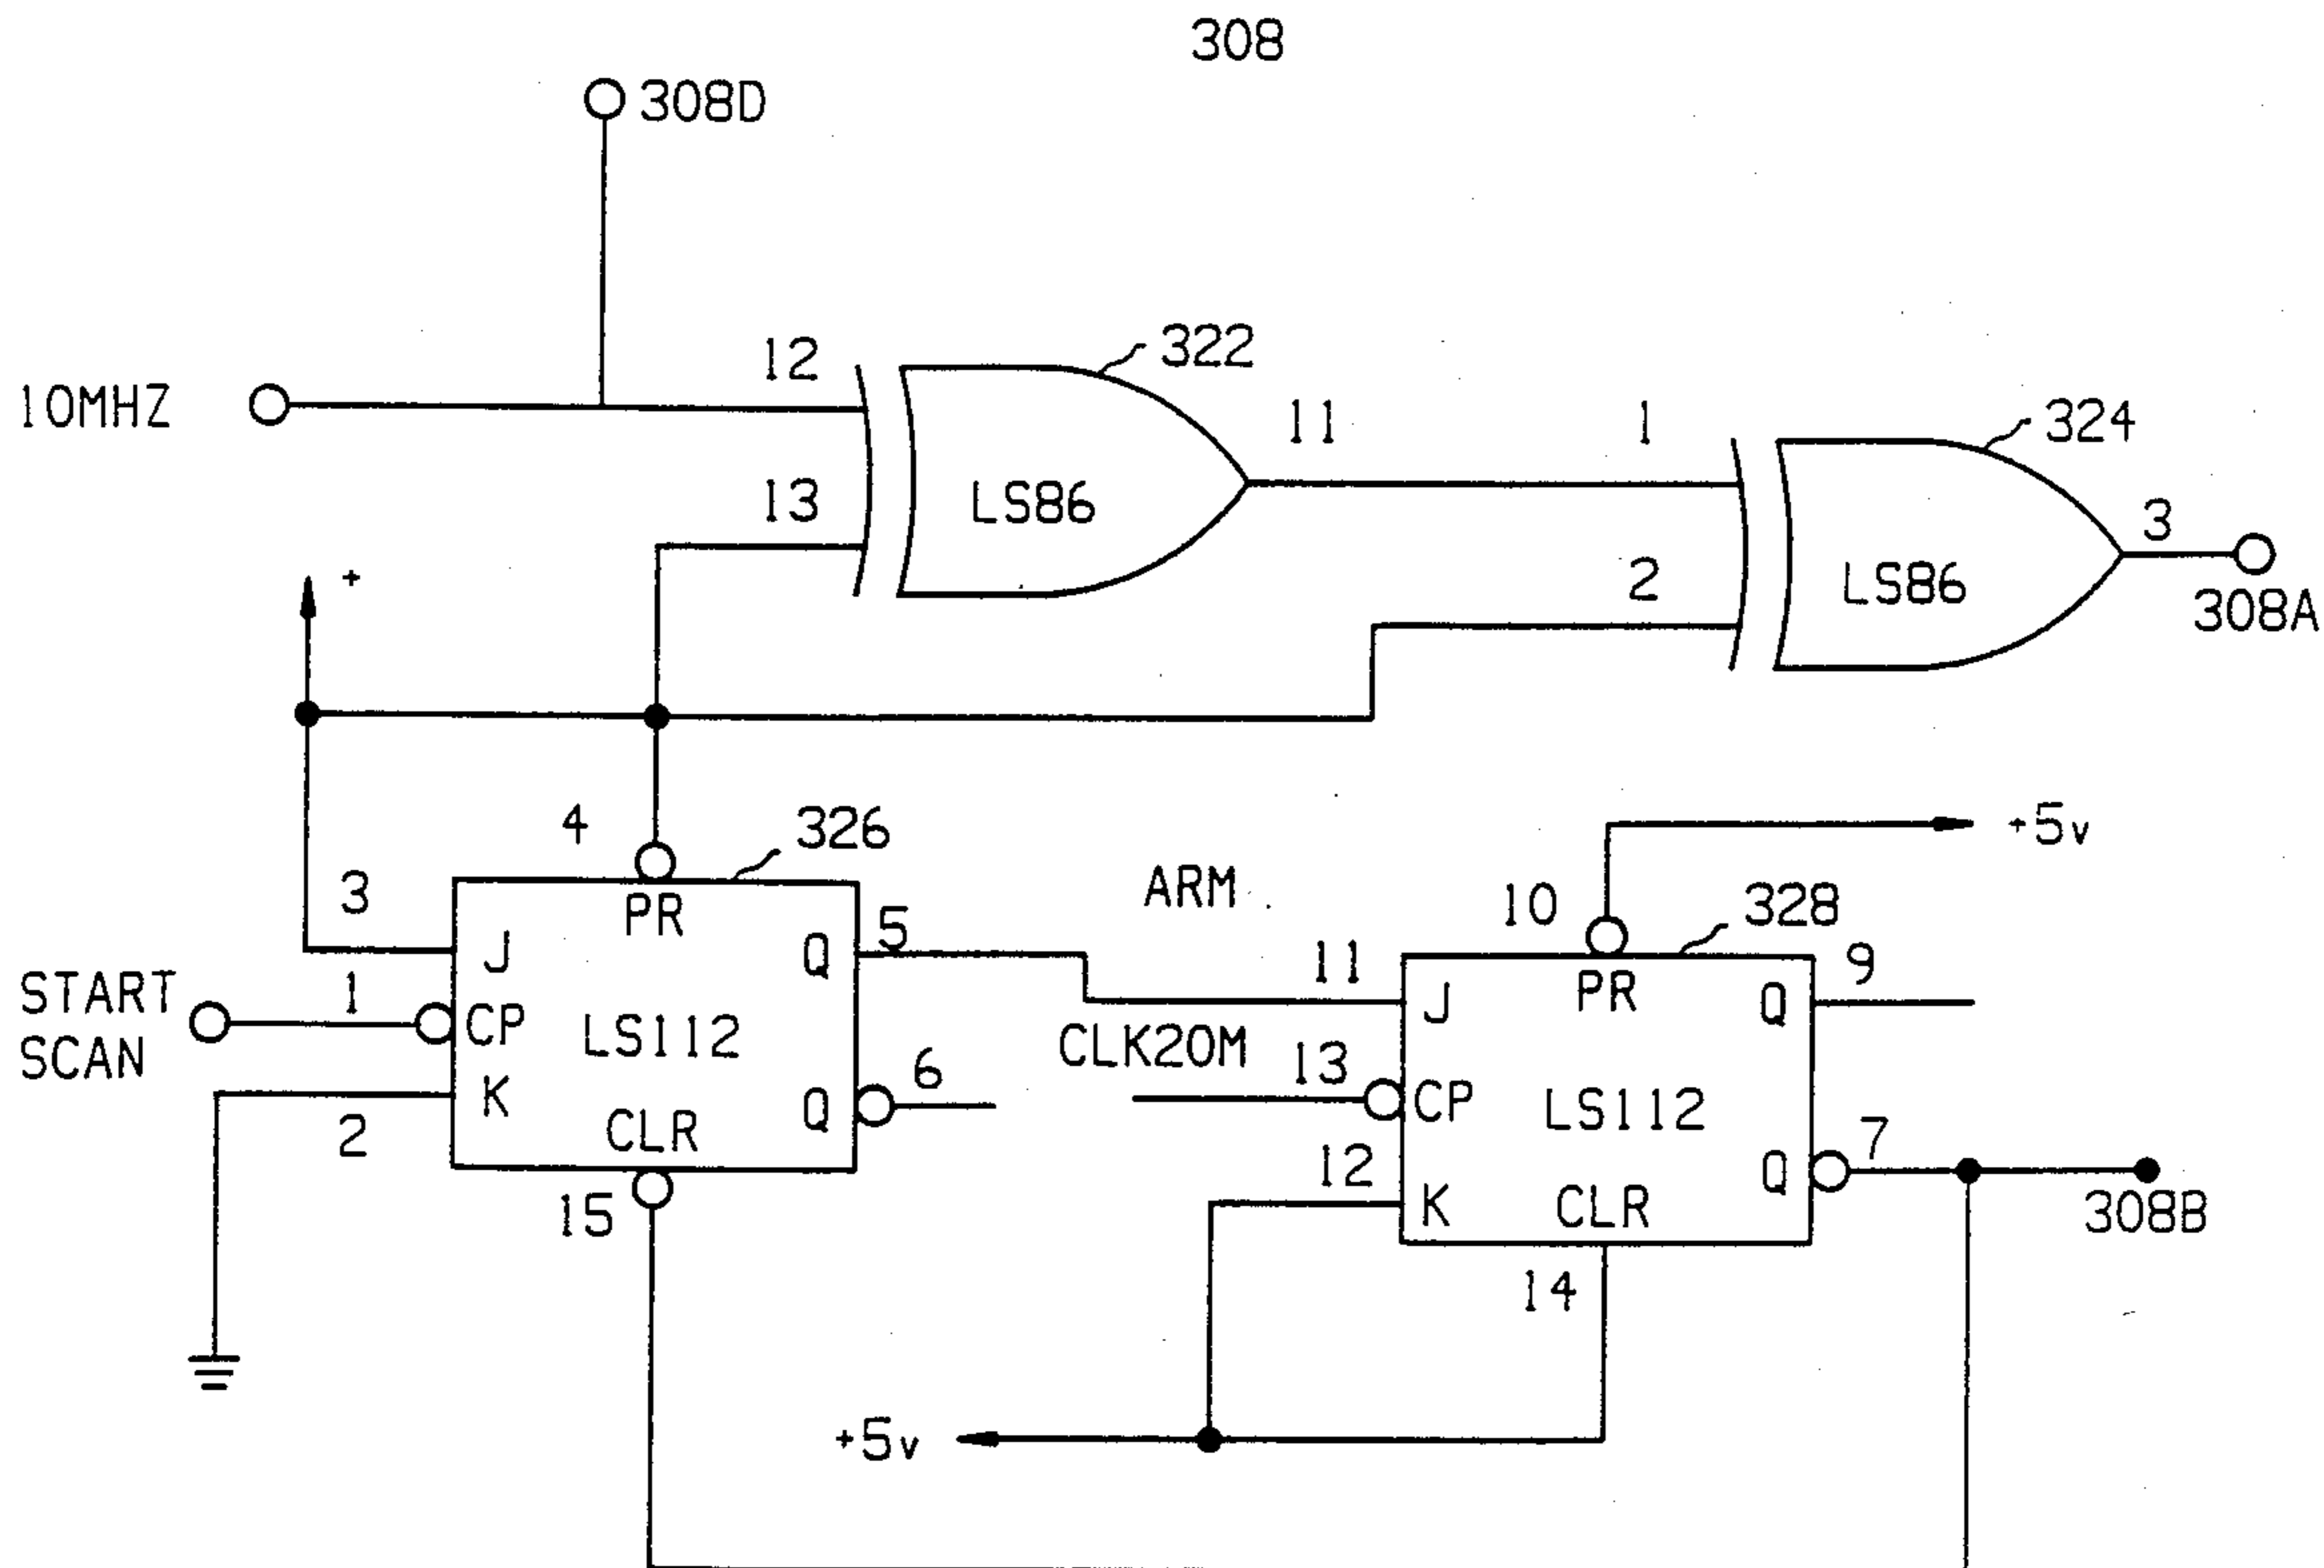 308
308D
10MHZ
12
13
LS86
322
11
1
2
LS86
324
3
308A
+
4
326
3
J
PR
Q
5
START
SCAN
1
CP
LS112
K
2
CLR
Q
6
15
ARM
11
CLK20M
13
12
10
328
+5v
J
PR
Q
9
CP
LS112
K
CLR
Q
7
308B
14
+5v